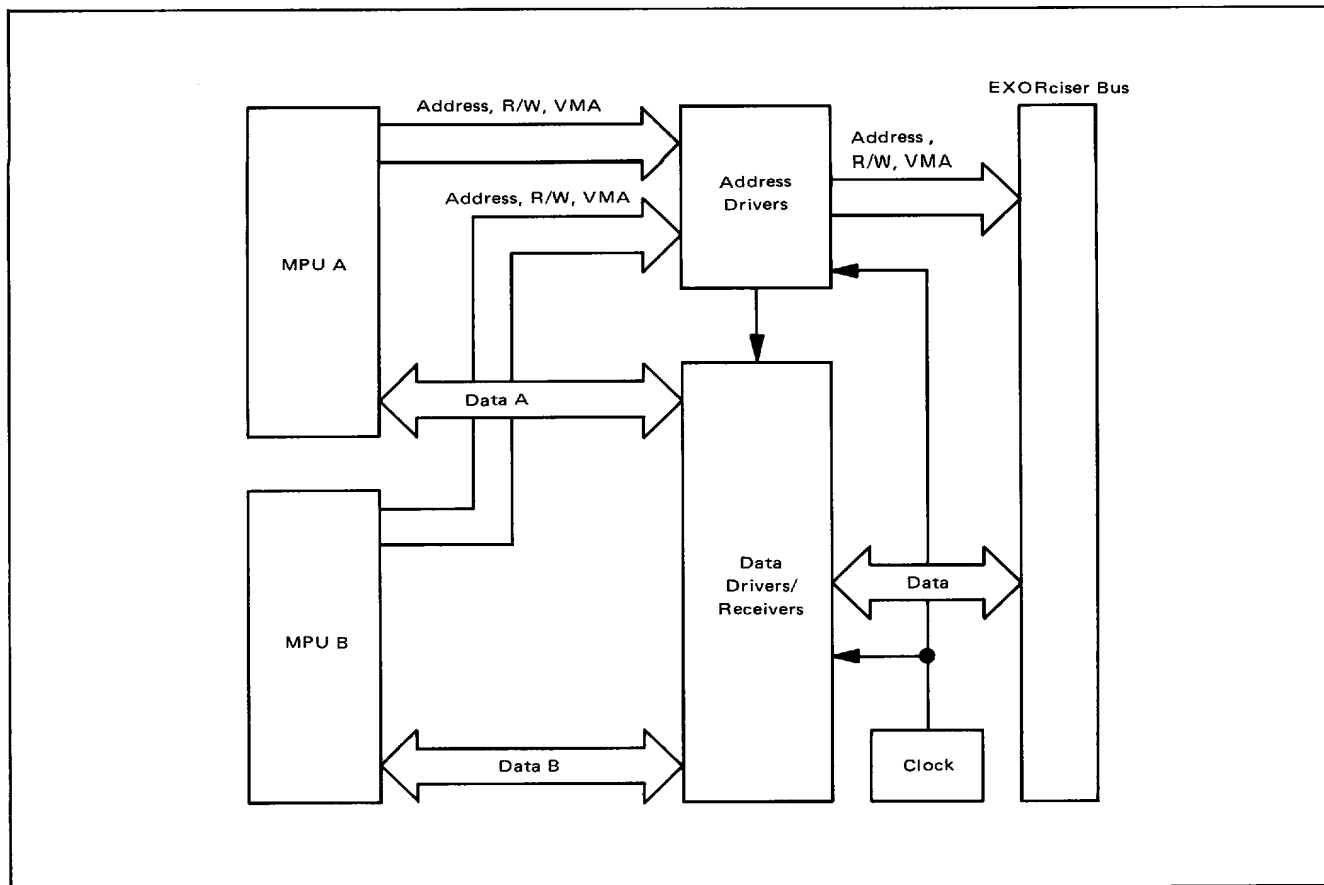 EXORciser Bus
Address, R/W, VMA
Address ,
R/W, VMA
Address
Drivers
Address, R/W, VMA
MPU A
Data A
Data
Drivers/
Receivers
Data
MPU B
Data B
Clock